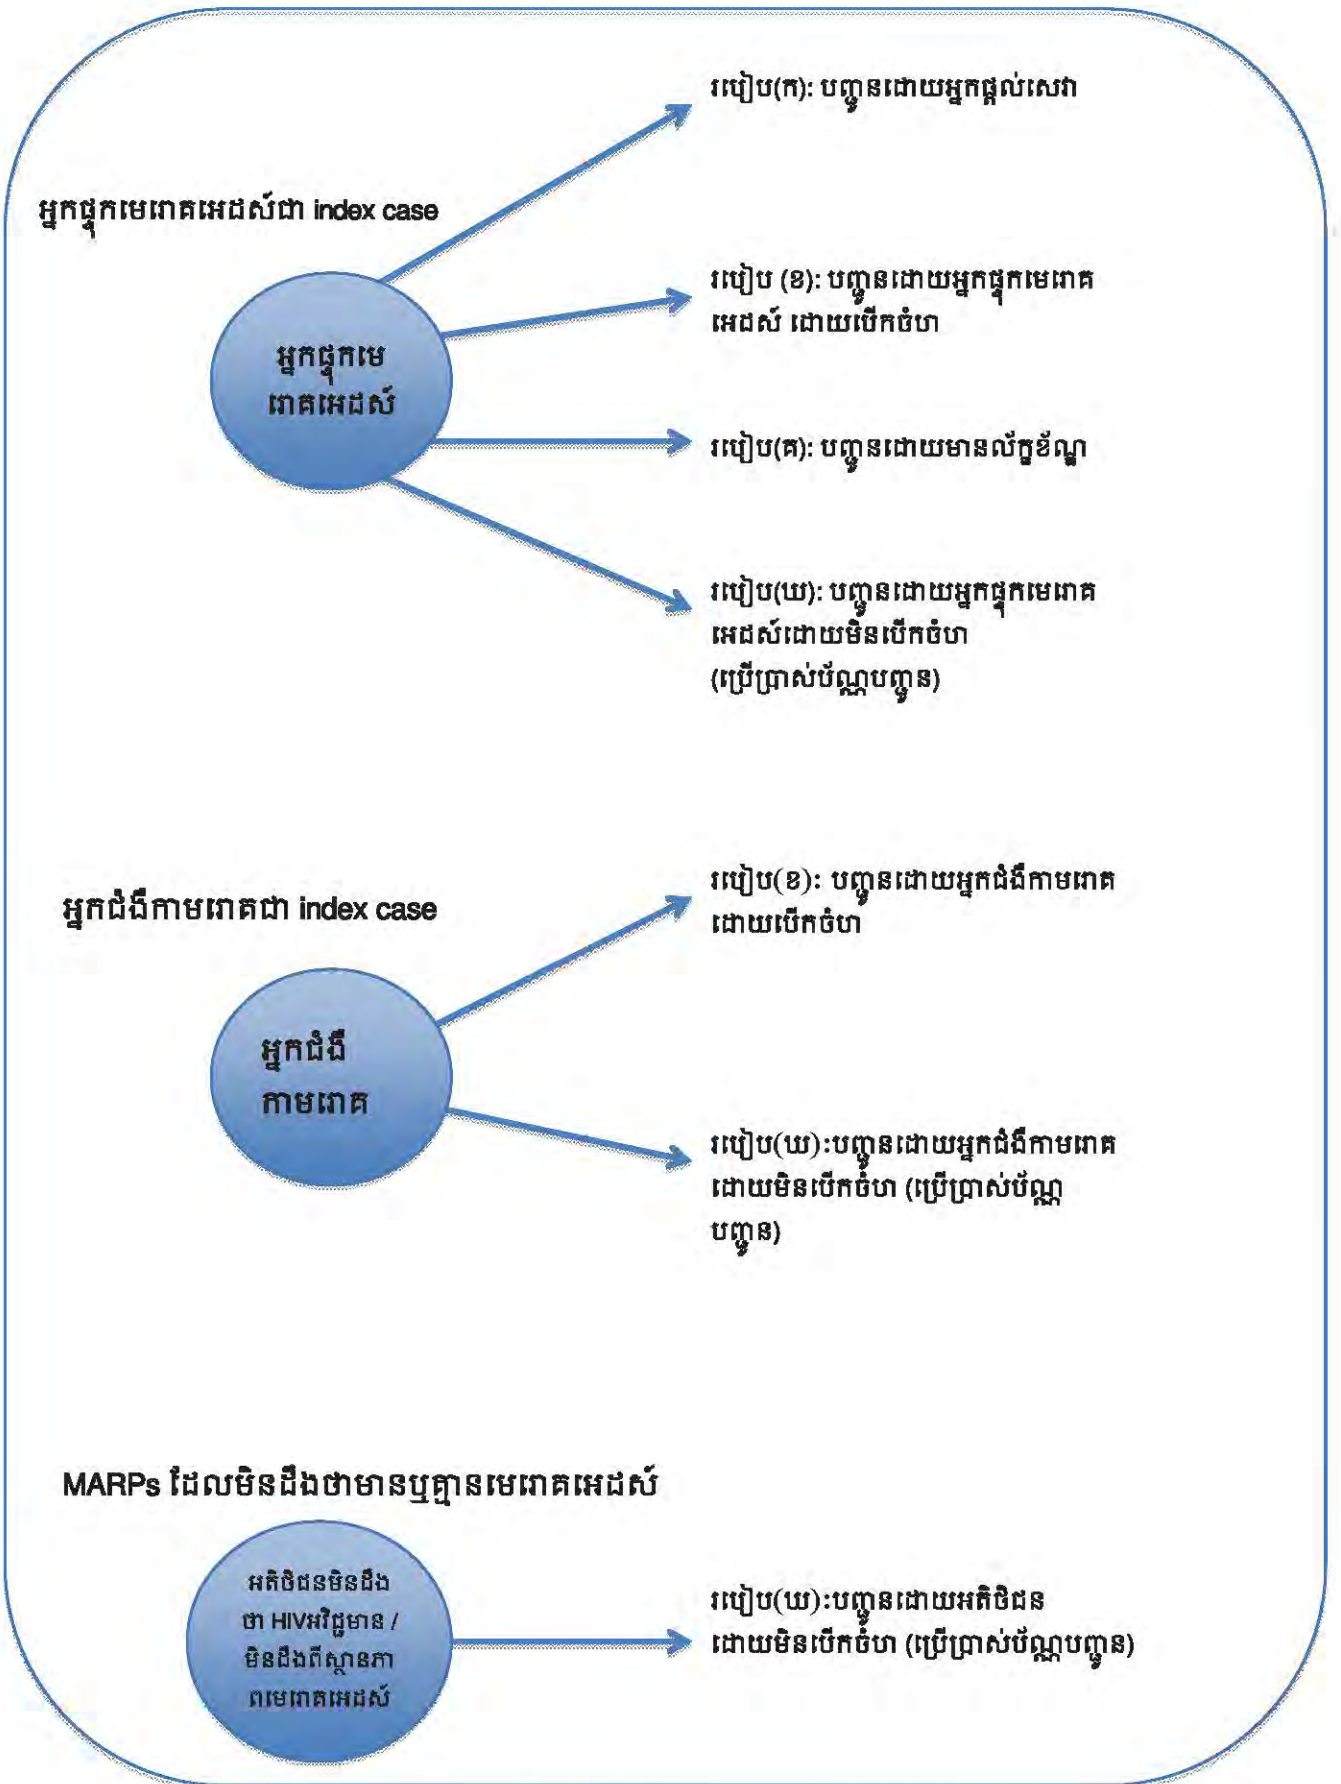 របៀប(ក): បញ្ជូនដោយអ្នកផ្តល់សេវា
អ្នកផ្ទុកមេរោគអេដស៍ជា index case
របៀប (ខ): បញ្ជូនដោយអ្នកផ្ទុកមេរោគ
អេដស៍ ដោយបើកចំហ
អ្នកផ្ទុកមេ
រោគអេដស៍
របៀប(គ): បញ្ជូនដោយមានល័ក្ខខ័ណ្ឌ
របៀប(ឃ): បញ្ជូនដោយអ្នកផ្ទុកមេរោគ
អេដស៍ដោយមិនបើកចំហ
(ប្រើប្រាស់ប័ណ្ណបញ្ជូន)
របៀប(ខ): បញ្ជូនដោយអ្នកជំងឺកាមរោគ
ដោយបើកចំហ
អ្នកជំងឺកាមរោគជា index case
អ្នកជំងឺ
កាមរោគ
របៀប(ឃ):បញ្ជូនដោយអ្នកជំងឺកាមរោគ
ដោយមិនបើកចំហ (ប្រើប្រាស់ប័ណ្ណ
បញ្ជូន)
MARPs ដែលមិនដឹងថាមានឬគ្មានមេរោគអេដស៍
អតិថិជនមិនដឹង
ថា HIVអវិជ្ជមាន /
មិនដឹងពីស្ថានភា
ពមេរោគអេដស៍
របៀប(ឃ):បញ្ជូនដោយអតិថិជន
ដោយមិនបើកចំហ (ប្រើប្រាស់ប័ណ្ណបញ្ជូន)